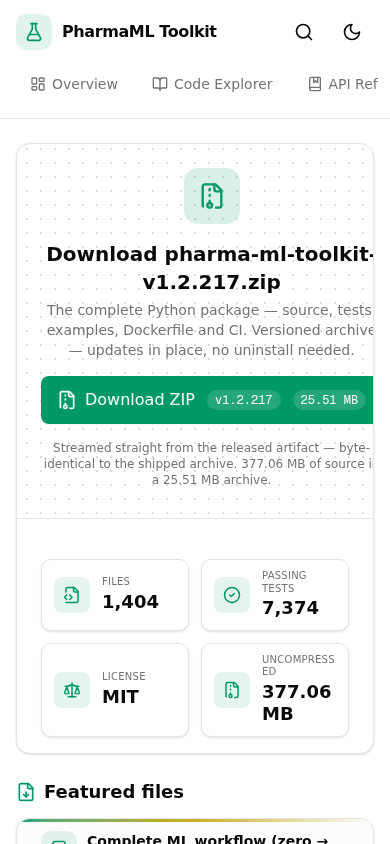 PharmaML Toolkit
Overview
Code Explorer
API Ref
Download pharma-ml-toolkit-
v1.2.217.zip
The complete Python package — source, tests,
examples, Dockerfile and CI. Versioned archive
— updates in place, no uninstall needed.
Download ZIP v1.2.217 25.51 MB
Streamed straight from the released artifact — byte-
identical to the shipped archive. 377.06 MB of source i
a 25.51 MB archive.
FILES
1,404
PASSING
TESTS
7,374
LICENSE
MIT
UNCOMPRESS
ED
377.06
MB
Featured files
Complete ML workflow (zero →